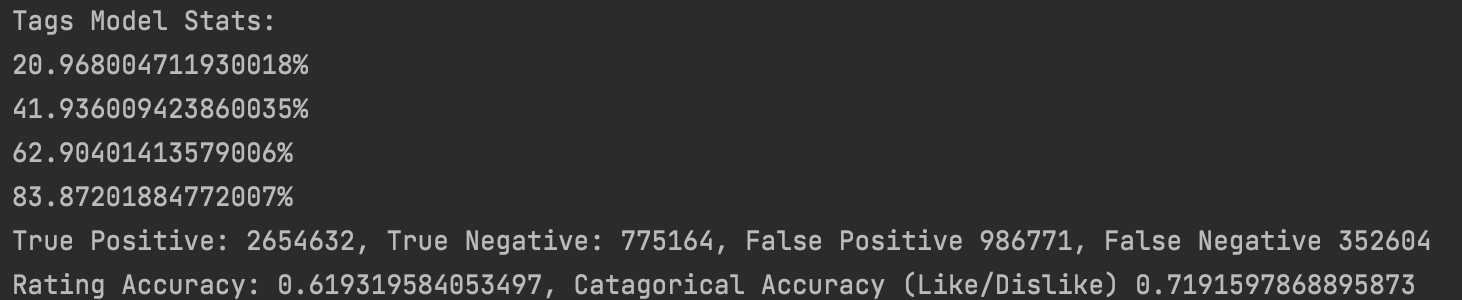 Tags Model Stats:
20.968004711930018%
41.936009423860035%
62.90401413579006%
83.87201884772007%
True Positive: 2654632, True Negative: 775164, False Positive 986771, False Negative 352604
Rating Accuracy: 0.619319584053497, Catagorical Accuracy (Like/Dislike) 0.7191597868895873